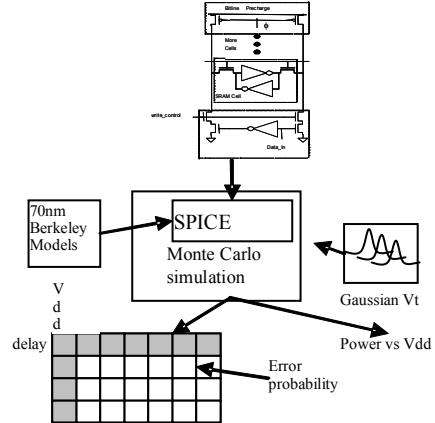 Bitline Precharge
ϕ
More
Cells
SRAM Cell
write_control
Data_In
70nm
Berkeley
Models
SPICE
Monte Carlo
simulation
Gaussian Vt
V
d
d
delay
Error
probability
Power vs Vdd